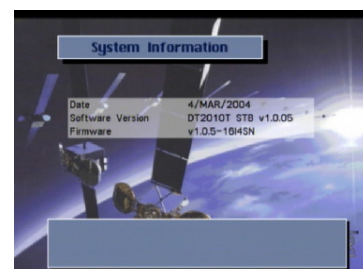 System Information
Date 4/MAR/2004
Software Version DT2010T STB v1.0.05
Firmware v1.0.5-16I4SN